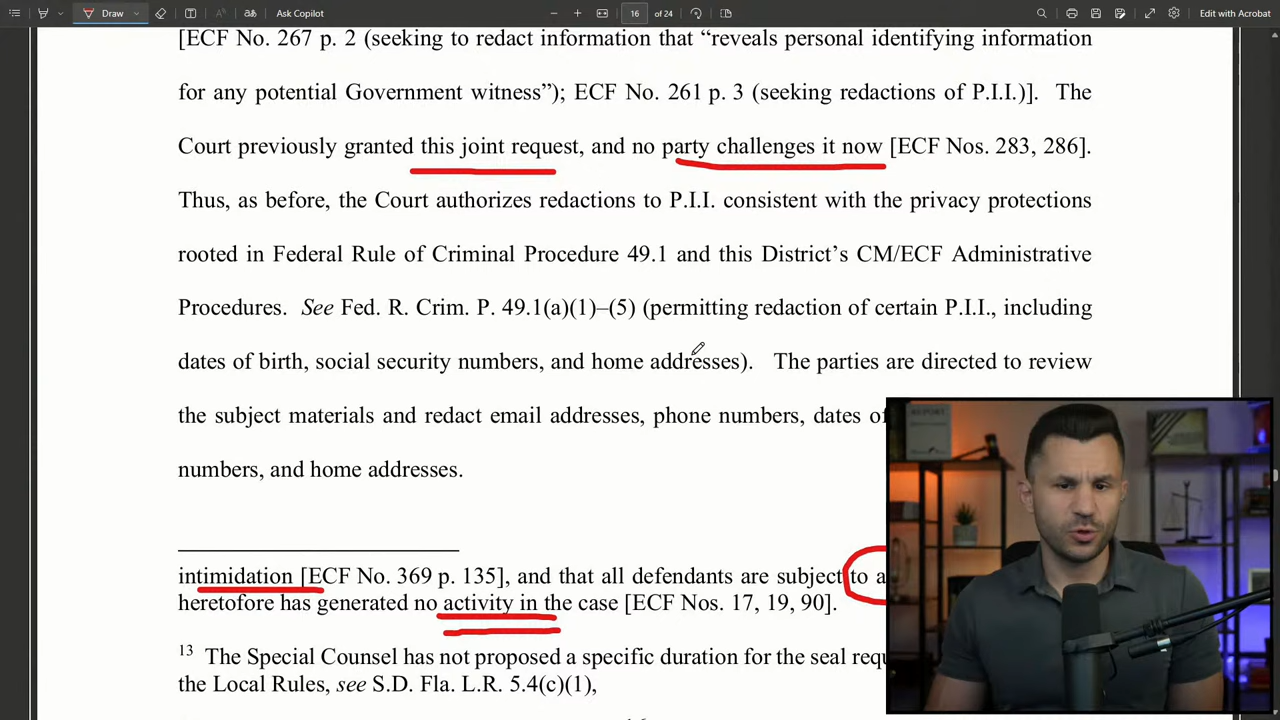 Draw
Ask Copilot
16 of 24
Edit with Acrobat
[ECF No. 267 p. 2 (seeking to redact information that “reveals personal identifying information
for any potential Government witness”); ECF No. 261 p. 3 (seeking redactions of P.I.I.)]. The
Court previously granted this joint request, and no party challenges it now [ECF Nos. 283, 286].
Thus, as before, the Court authorizes redactions to P.I.I. consistent with the privacy protections
rooted in Federal Rule of Criminal Procedure 49.1 and this District’s CM/ECF Administrative
Procedures. See Fed. R. Crim. P. 49.1(a)(1)–(5) (permitting redaction of certain P.I.I., including
dates of birth, social security numbers, and home addresses). The parties are directed to review
the subject materials and redact email addresses, phone numbers, dates of
numbers, and home addresses.
intimidation [ECF No. 369 p. 135], and that all defendants are subject to a
heretofore has generated no activity in the case [ECF Nos. 17, 19, 90].
13 The Special Counsel has not proposed a specific duration for the seal requ
the Local Rules, see S.D. Fla. L.R. 5.4(c)(1),